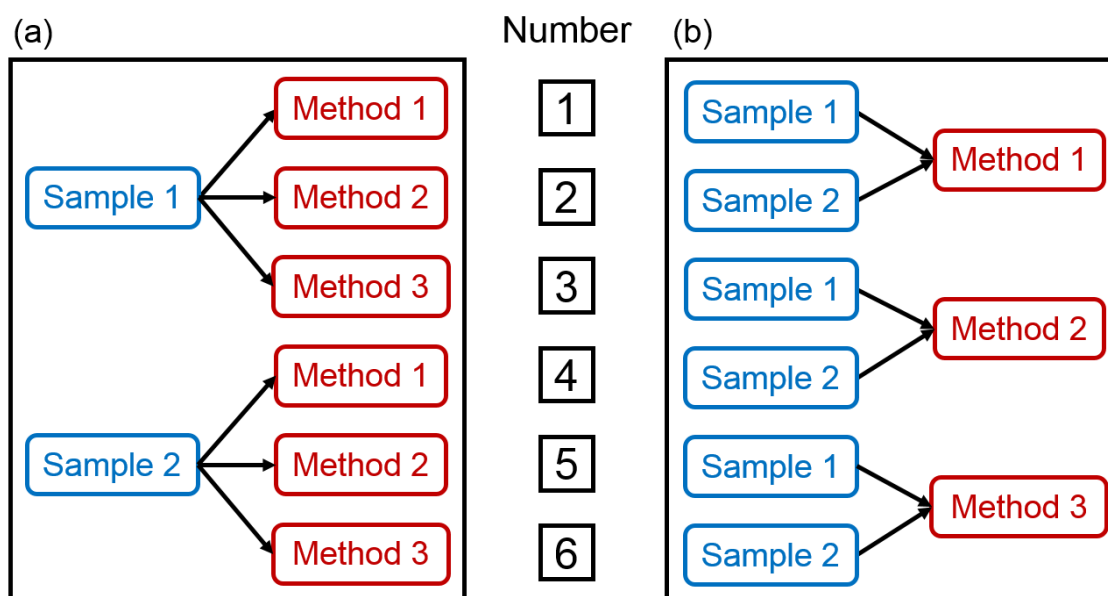 (a)
Method 1
Sample 1
Method 2
Method 3
Method 1
Sample 2
Method 2
Method 3
Number
1
2
3
4
5
6
(b)
Sample 1
Method 1
Sample 2
Sample 1
Method 2
Sample 2
Sample 1
Method 3
Sample 2